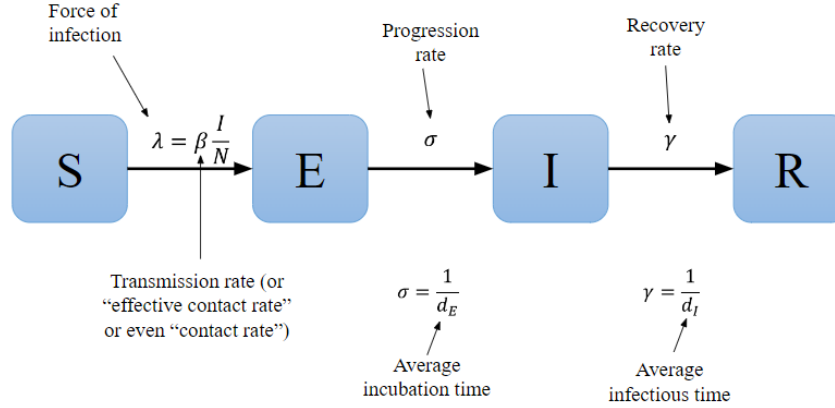 Force of
infection
Progression
rate
Recovery
rate
S
λ = β I/N
E
σ
I
γ
R
Transmission rate (or
“effective contact rate”
or even “contact rate”)
σ = 1/d_E
γ = 1/d_I
Average
incubation time
Average
infectious time